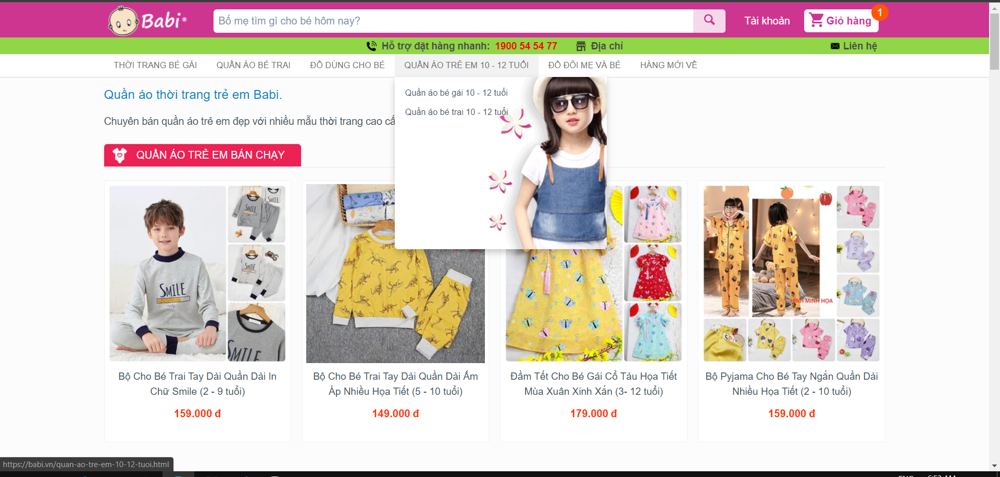 Babi®
Bố mẹ tìm gì cho bé hôm nay?
Tài khoản
Giỏ hàng
1
Hỗ trợ đặt hàng nhanh: 1900 54 54 77
Địa chỉ
Liên hệ
THỜI TRANG BÉ GÁI
QUẦN ÁO BÉ TRAI
ĐỒ DÙNG CHO BÉ
QUẦN ÁO TRẺ EM 10 - 12 TUỔI
ĐỒ ĐÔI MẸ VÀ BÉ
HÀNG MỚI VỀ
Quần áo bé gái 10 - 12 tuổi
Quần áo bé trai 10 - 12 tuổi
Quần áo thời trang trẻ em Babi.
Chuyên bán quần áo trẻ em đẹp với nhiều mẫu thời trang cao cấ
QUẦN ÁO TRẺ EM BÁN CHẠY
SMILE
SMILE
SMILE
SMILE
SMILE
HÌNH MINH HỌA
Bộ Cho Bé Trai Tay Dài Quần Dài In
Chữ Smile (2 - 9 tuổi)
159.000 đ
Bộ Cho Bé Trai Tay Dài Quần Dài Ấm
Áp Nhiều Họa Tiết (5 - 10 tuổi)
149.000 đ
Đầm Tết Cho Bé Gái Cổ Tàu Họa Tiết
Mùa Xuân Xinh Xắn (3- 12 tuổi)
179.000 đ
Bộ Pyjama Cho Bé Tay Ngắn Quần Dài
Nhiều Họa Tiết (2 - 10 tuổi)
159.000 đ
https://babi.vn/quan-ao-tre-em-10-12-tuoi.html